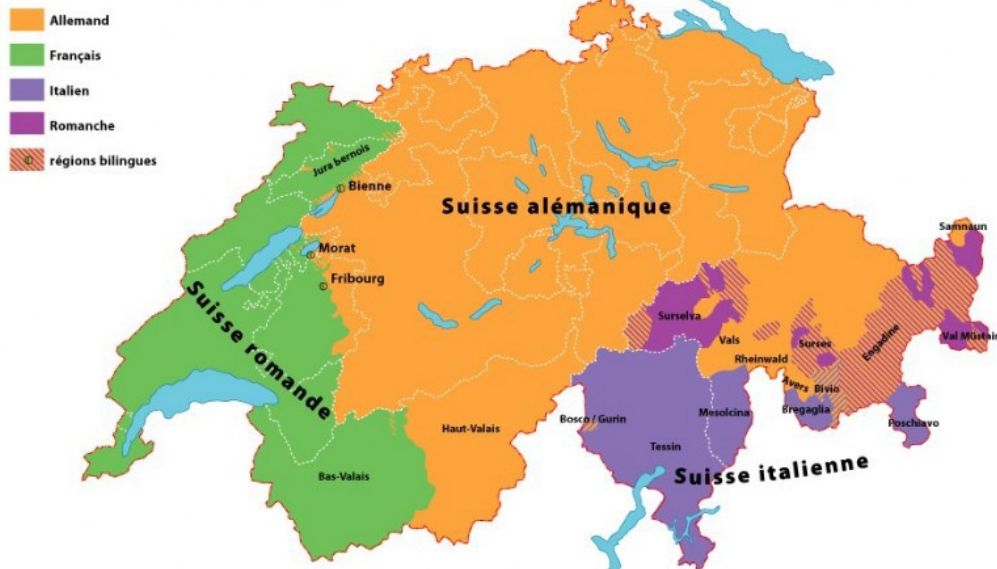 Allemand
Français
Italien
Romanche
régions bilingues
Jura bernois
Bienne
Suisse alémanique
Morat
Fribourg
Samnaun
Suisse romande
Surselva
Vals
Rheinwald
Surses
Engadine
Val Müstair
Avers
Bivio
Bregaglia
Poschiavo
Bosco / Gurin
Mesolcina
Haut-Valais
Tessin
Bas-Valais
Suisse italienne